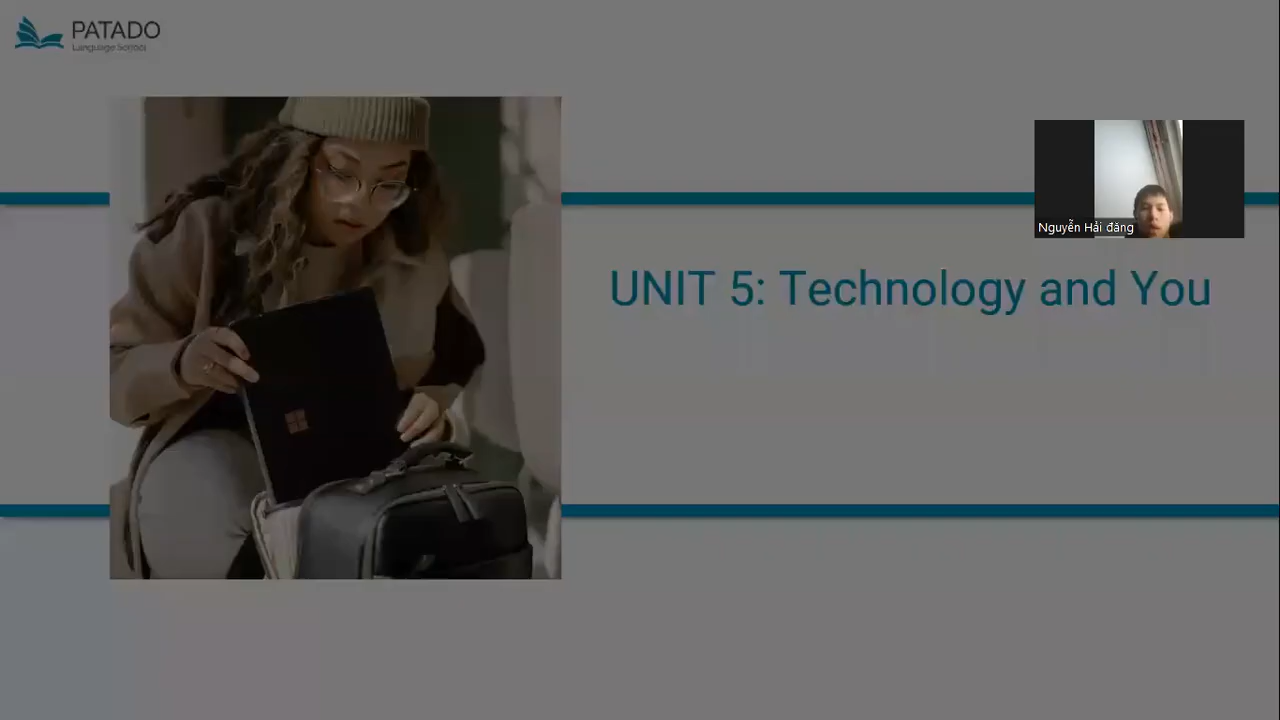 PATADO
Language School
UNIT 5: Technology and You
Nguyễn Hải đăng